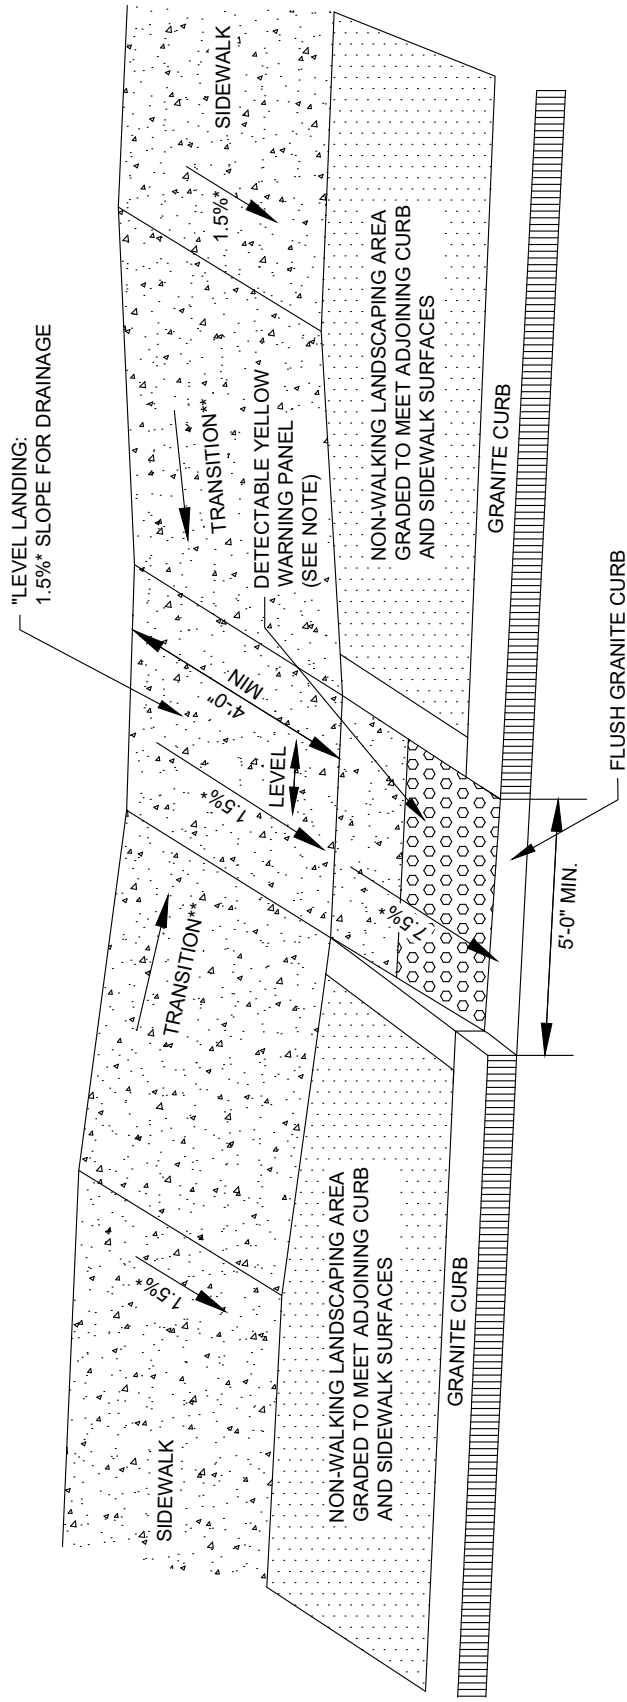 "LEVEL LANDING:
1.5%* SLOPE FOR DRAINAGE
SIDEWALK
1.5%*
TRANSITION**
1.5%*
4'-0"
MIN
LEVEL
TRANSITION**
DETECTABLE YELLOW
WARNING PANEL
(SEE NOTE)
1.5%*
SIDEWALK
NON-WALKING LANDSCAPING AREA
GRADED TO MEET ADJOINING CURB
AND SIDEWALK SURFACES
7.5%*
NON-WALKING LANDSCAPING AREA
GRADED TO MEET ADJOINING CURB
AND SIDEWALK SURFACES
GRANITE CURB
GRANITE CURB
5'-0" MIN.
FLUSH GRANITE CURB